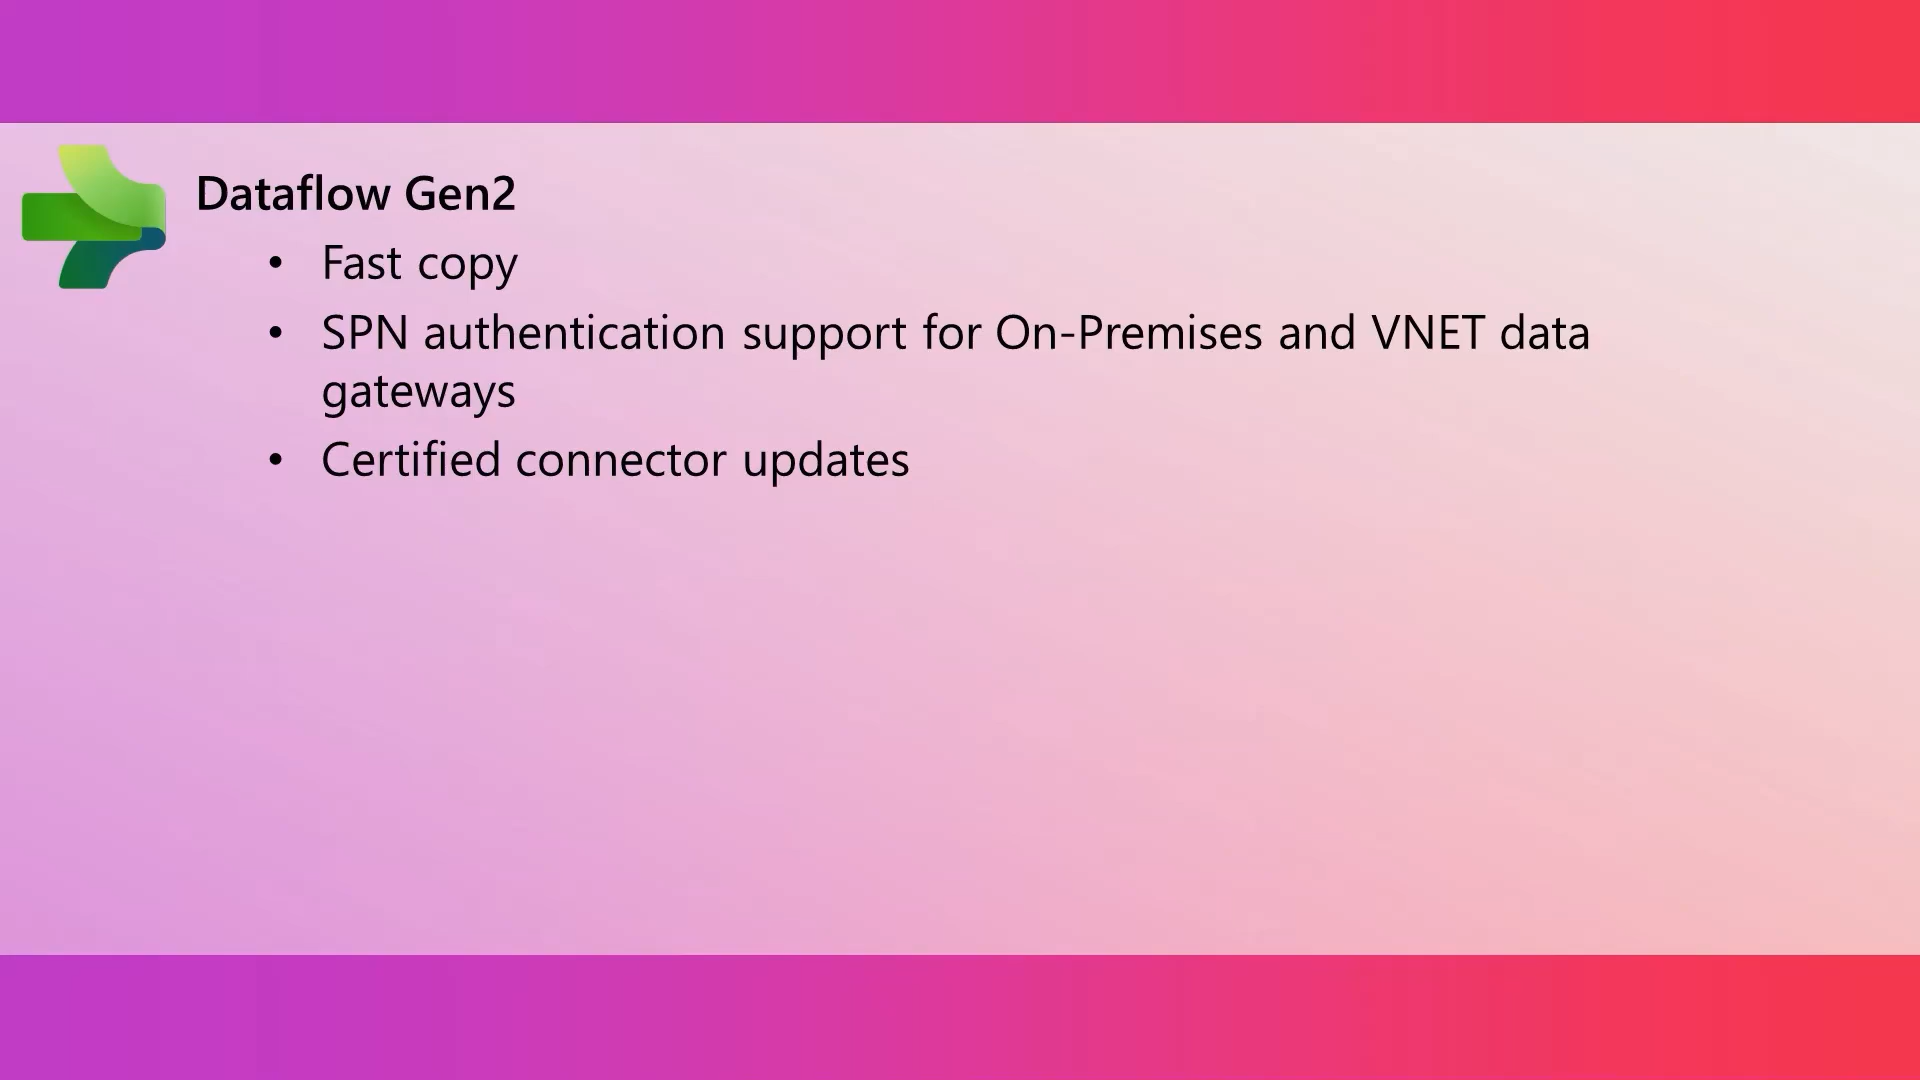 Dataflow Gen2
• Fast copy
• SPN authentication support for On-Premises and VNET data
gateways
• Certified connector updates